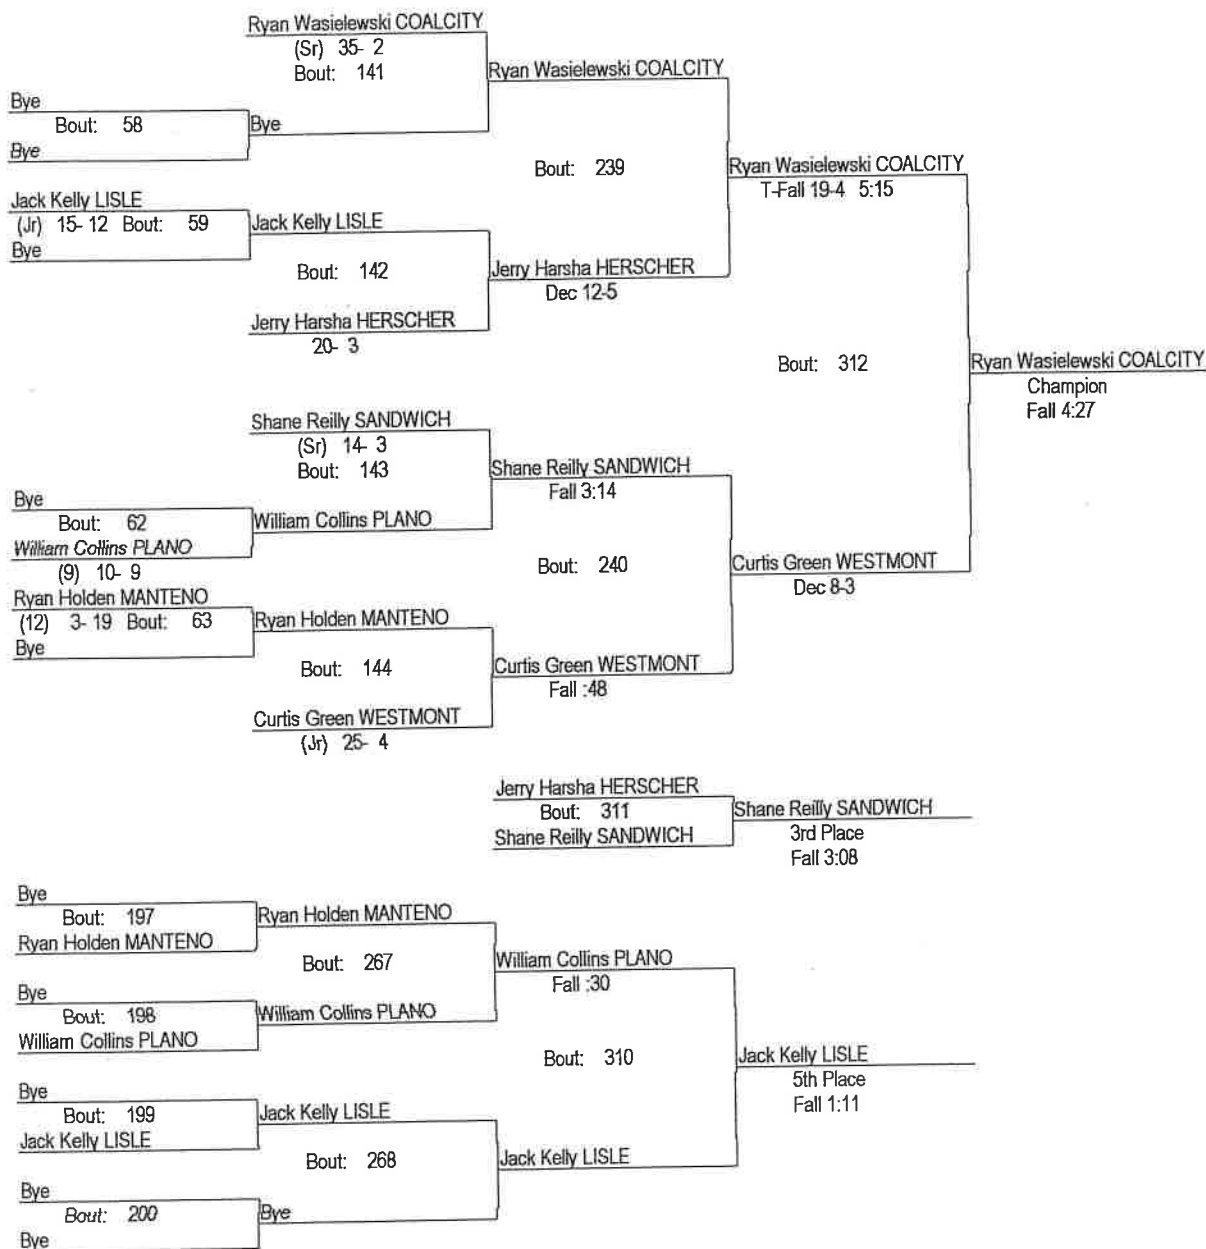 Ryan Wasielewski COALCITY
(Sr) 35- 2
Bout: 141
Ryan Wasielewski COALCITY
Bye
Bout: 58
Bye
Bye
Bout: 239
Ryan Wasielewski COALCITY
T-Fall 19-4 5:15
Jack Kelly LISLE
(Jr) 15- 12 Bout: 59
Bye
Jack Kelly LISLE
Bout: 142
Jerry Harsha HERSCHER
Dec 12-5
Jerry Harsha HERSCHER
20- 3
Bout: 312
Ryan Wasielewski COALCITY
Champion
Fall 4:27
Shane Reilly SANDWICH
(Sr) 14- 3
Bout: 143
Shane Reilly SANDWICH
Fall 3:14
Bye
Bout: 62
William Collins PLANO
(9) 10- 9
William Collins PLANO
Bout: 240
Curtis Green WESTMONT
Dec 8-3
Ryan Holden MANTENO
(12) 3- 19 Bout: 63
Bye
Ryan Holden MANTENO
Bout: 144
Curtis Green WESTMONT
Fall :48
Curtis Green WESTMONT
(Jr) 25- 4
Jerry Harsha HERSCHER
Bout: 311
Shane Reilly SANDWICH
Shane Reilly SANDWICH
3rd Place
Fall 3:08
Bye
Bout: 197
Ryan Holden MANTENO
Ryan Holden MANTENO
Bout: 267
William Collins PLANO
Fall :30
Bye
Bout: 198
William Collins PLANO
William Collins PLANO
Bout: 310
Jack Kelly LISLE
5th Place
Fall 1:11
Bye
Bout: 199
Jack Kelly LISLE
Jack Kelly LISLE
Bout: 268
Jack Kelly LISLE
Bye
Bout: 200
Bye
Bye